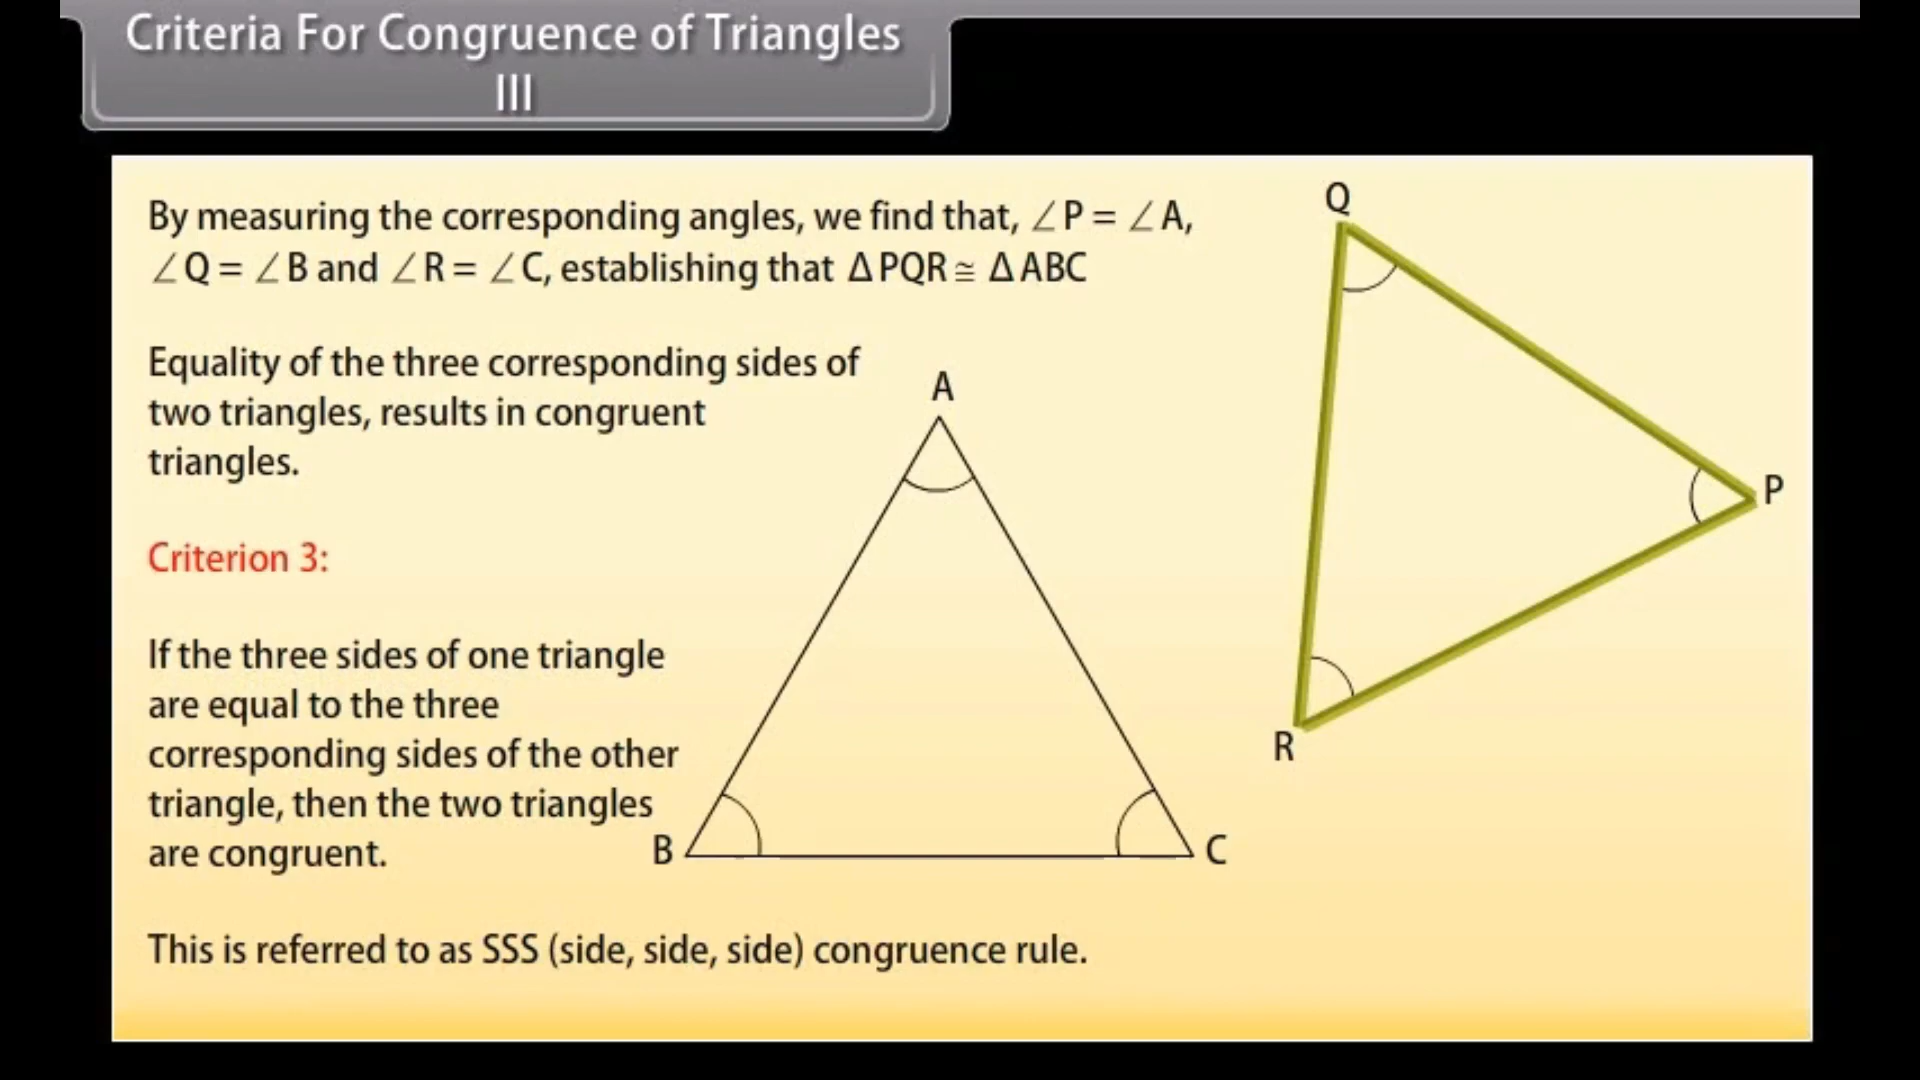 Criteria For Congruence of Triangles
III
By measuring the corresponding angles, we find that, ∠P = ∠A,
∠Q = ∠B and ∠R = ∠C, establishing that ΔPQR ≅ ΔABC
Equality of the three corresponding sides of
two triangles, results in congruent
triangles.
Criterion 3:
If the three sides of one triangle
are equal to the three
corresponding sides of the other
triangle, then the two triangles
are congruent.
This is referred to as SSS (side, side, side) congruence rule.
A
B
C
Q
P
R